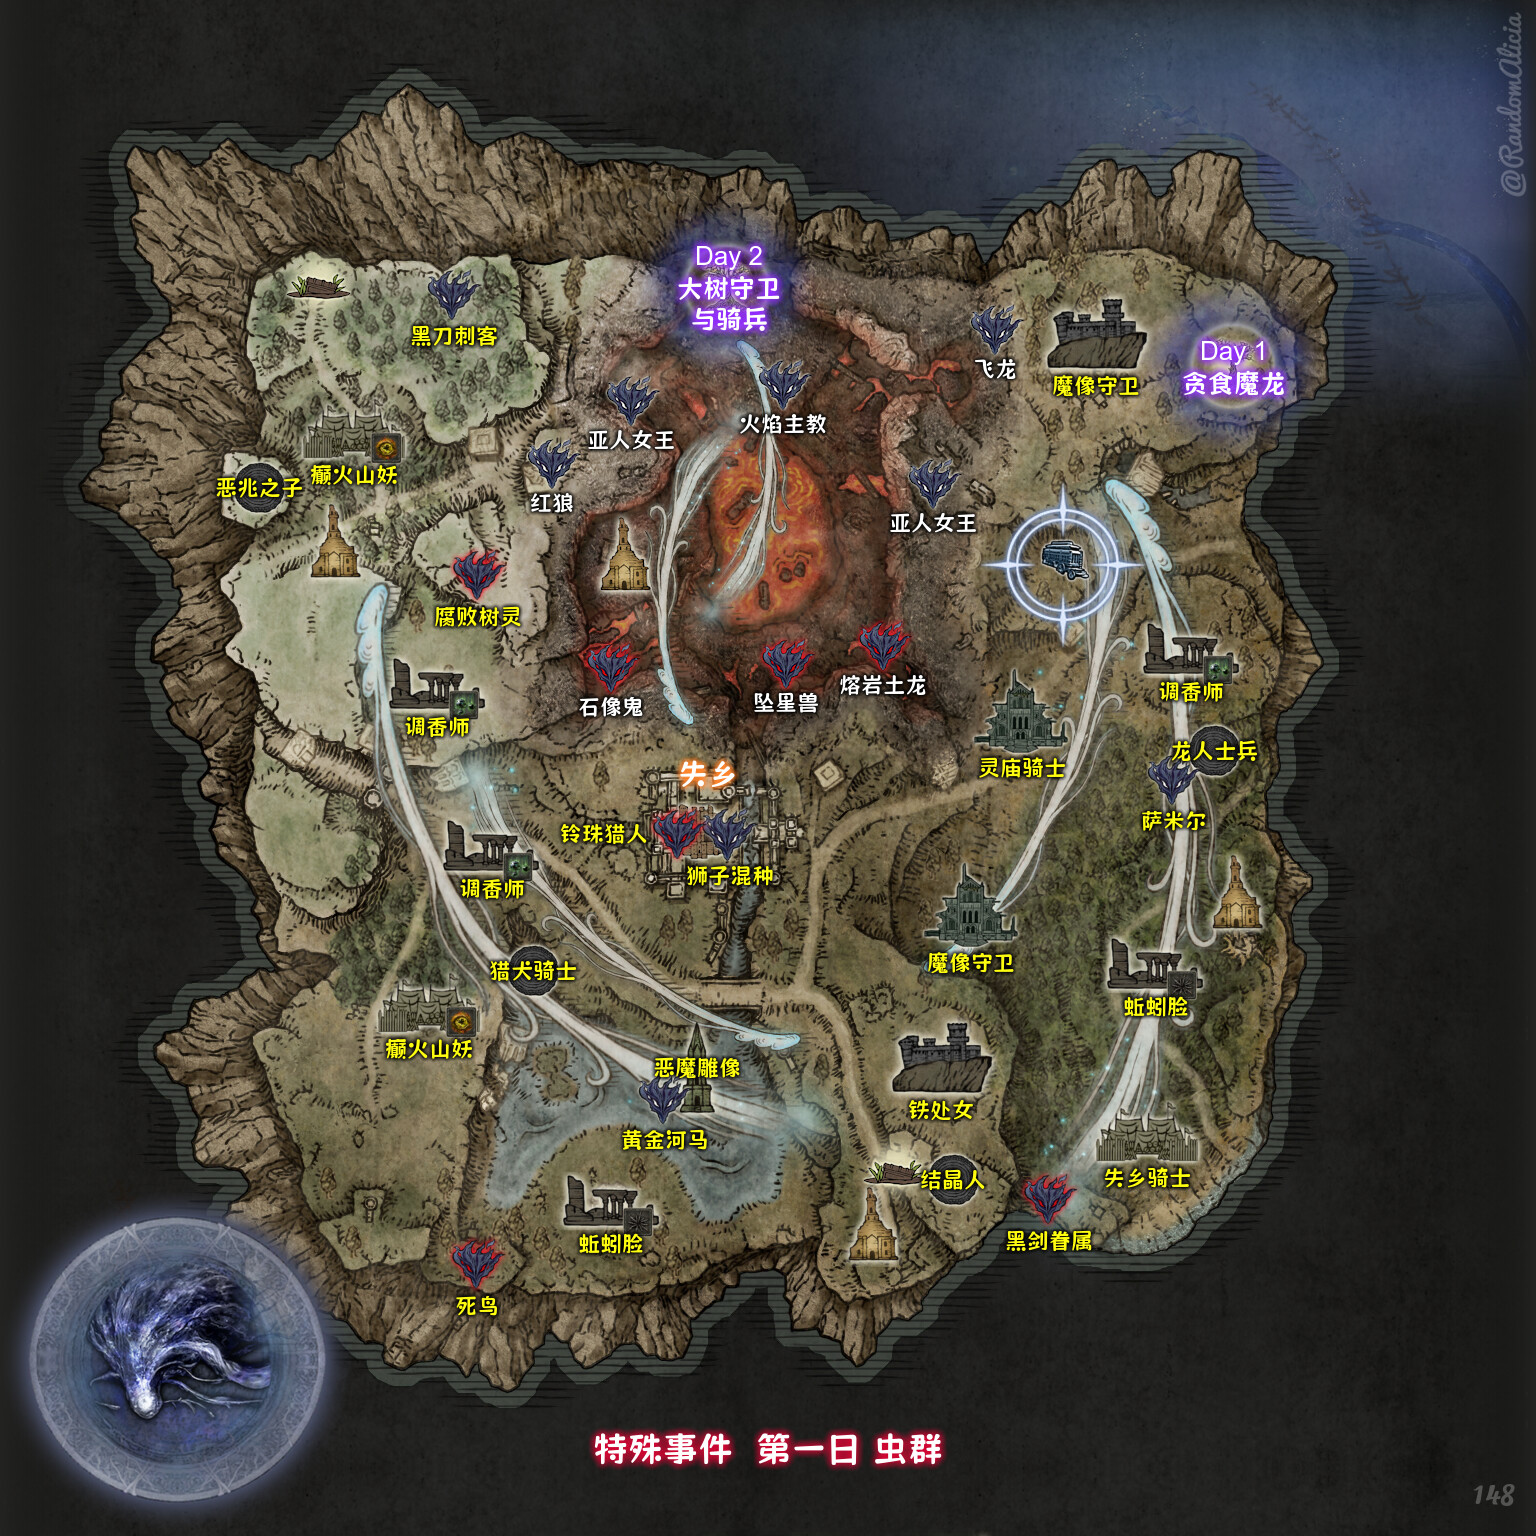 @RandomAlicia
Day 2
大树守卫
与骑兵
黑刀刺客
飞龙
Day 1
贪食魔龙
魔像守卫
火焰主教
亚人女王
癫火山妖
恶兆之子
红狼
亚人女王
腐败树灵
石像鬼
坠星兽
熔岩土龙
调香师
调香师
龙人士兵
灵庙骑士
失乡
萨米尔
铃珠猎人
狮子混种
调香师
猎犬骑士
魔像守卫
蚯蚓脸
癫火山妖
恶魔雕像
黄金河马
铁处女
结晶人
失乡骑士
黑剑眷属
蚯蚓脸
死鸟
特殊事件 第一日 虫群
148